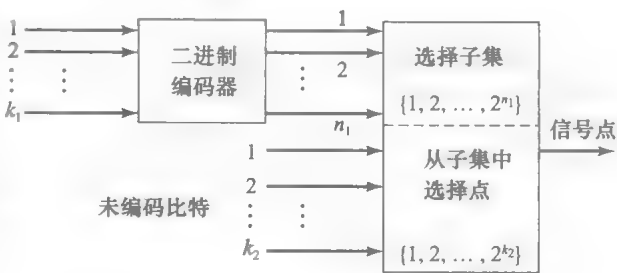 1
2
⋮ ⋮
k₁
二进制
编码器
1
2
⋮
n₁
选择子集
{1, 2, …, 2^{n₁}}
信号点
未编码比特
1
2
⋮ ⋮
k₂
从子集中
选择点
{1, 2, …, 2^{k₂}}